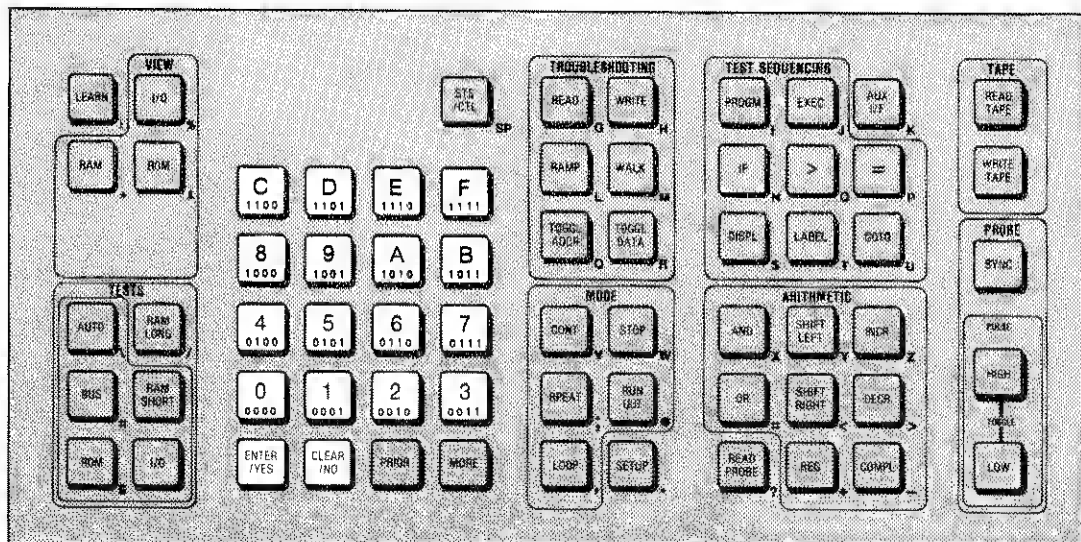 VIEW
LEARN
I/O
%
RAM
*
ROM
&
TESTS
AUTO
\
RAM LONG
/
BUS
#
RAM SHORT
ROM
$
I/O
STS /CTL
SP
C
1100
D
1101
E
1110
F
1111
8
1000
9
1001
A
1010
B
1011
4
0100
5
0101
6
0110
7
0111
0
0000
1
0001
2
0010
3
0011
ENTER /YES
CLEAR /NO
PRIOR
MORE
TROUBLESHOOTING
READ
G
WRITE
H
RAMP
L
WALK
M
TOGGL ADDR
Q
TOGGL DATA
R
MODE
CONT
V
STOP
W
RPEAT
;
RUN UUT
@
LOOP
,
SETUP
.
TEST SEQUENCING
PROGM
I
EXEC
J
AUX I/F
K
IF
N
>
O
=
P
DISPL
S
LABEL
T
GOTO
U
ARITHMETIC
AND
X
SHIFT LEFT
Y
INCR
Z
OR
SHIFT RIGHT
<
DECR
>
READ PROBE
?
REG
+
COMPL
—
TAPE
READ TAPE
WRITE TAPE
PROBE
SYNC
PULSE
HIGH
TOGGLE
LOW